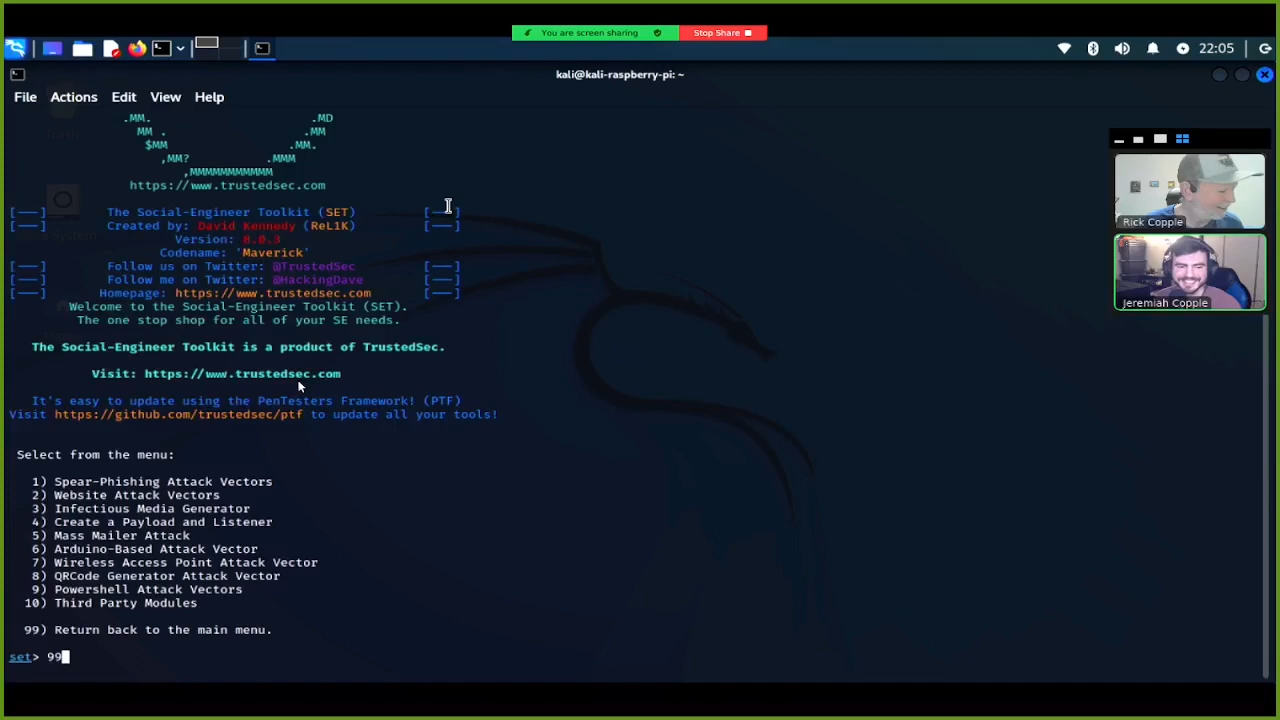 You are screen sharing
Stop Share
22:05
kali@kali-raspberry-pi: ~
File Actions Edit View Help
.MM. .MD
MM . .MM
$MM .MM.
,MM? .MMM
,MMMMMMMMMMM
https://www.trustedsec.com
[---] The Social-Engineer Toolkit (SET) [---]
[---] Created by: David Kennedy (ReL1K) [---]
Version: 8.0.3
Codename: 'Maverick'
[---] Follow us on Twitter: @TrustedSec [---]
[---] Follow me on Twitter: @HackingDave [---]
[---] Homepage: https://www.trustedsec.com [---]
Welcome to the Social-Engineer Toolkit (SET).
The one stop shop for all of your SE needs.
The Social-Engineer Toolkit is a product of TrustedSec.
Visit: https://www.trustedsec.com
It's easy to update using the PenTesters Framework! (PTF)
Visit https://github.com/trustedsec/ptf to update all your tools!
Select from the menu:
1) Spear-Phishing Attack Vectors
2) Website Attack Vectors
3) Infectious Media Generator
4) Create a Payload and Listener
5) Mass Mailer Attack
6) Arduino-Based Attack Vector
7) Wireless Access Point Attack Vector
8) QRCode Generator Attack Vector
9) Powershell Attack Vectors
10) Third Party Modules
99) Return back to the main menu.
set> 99
Rick Copple
Jeremiah Copple